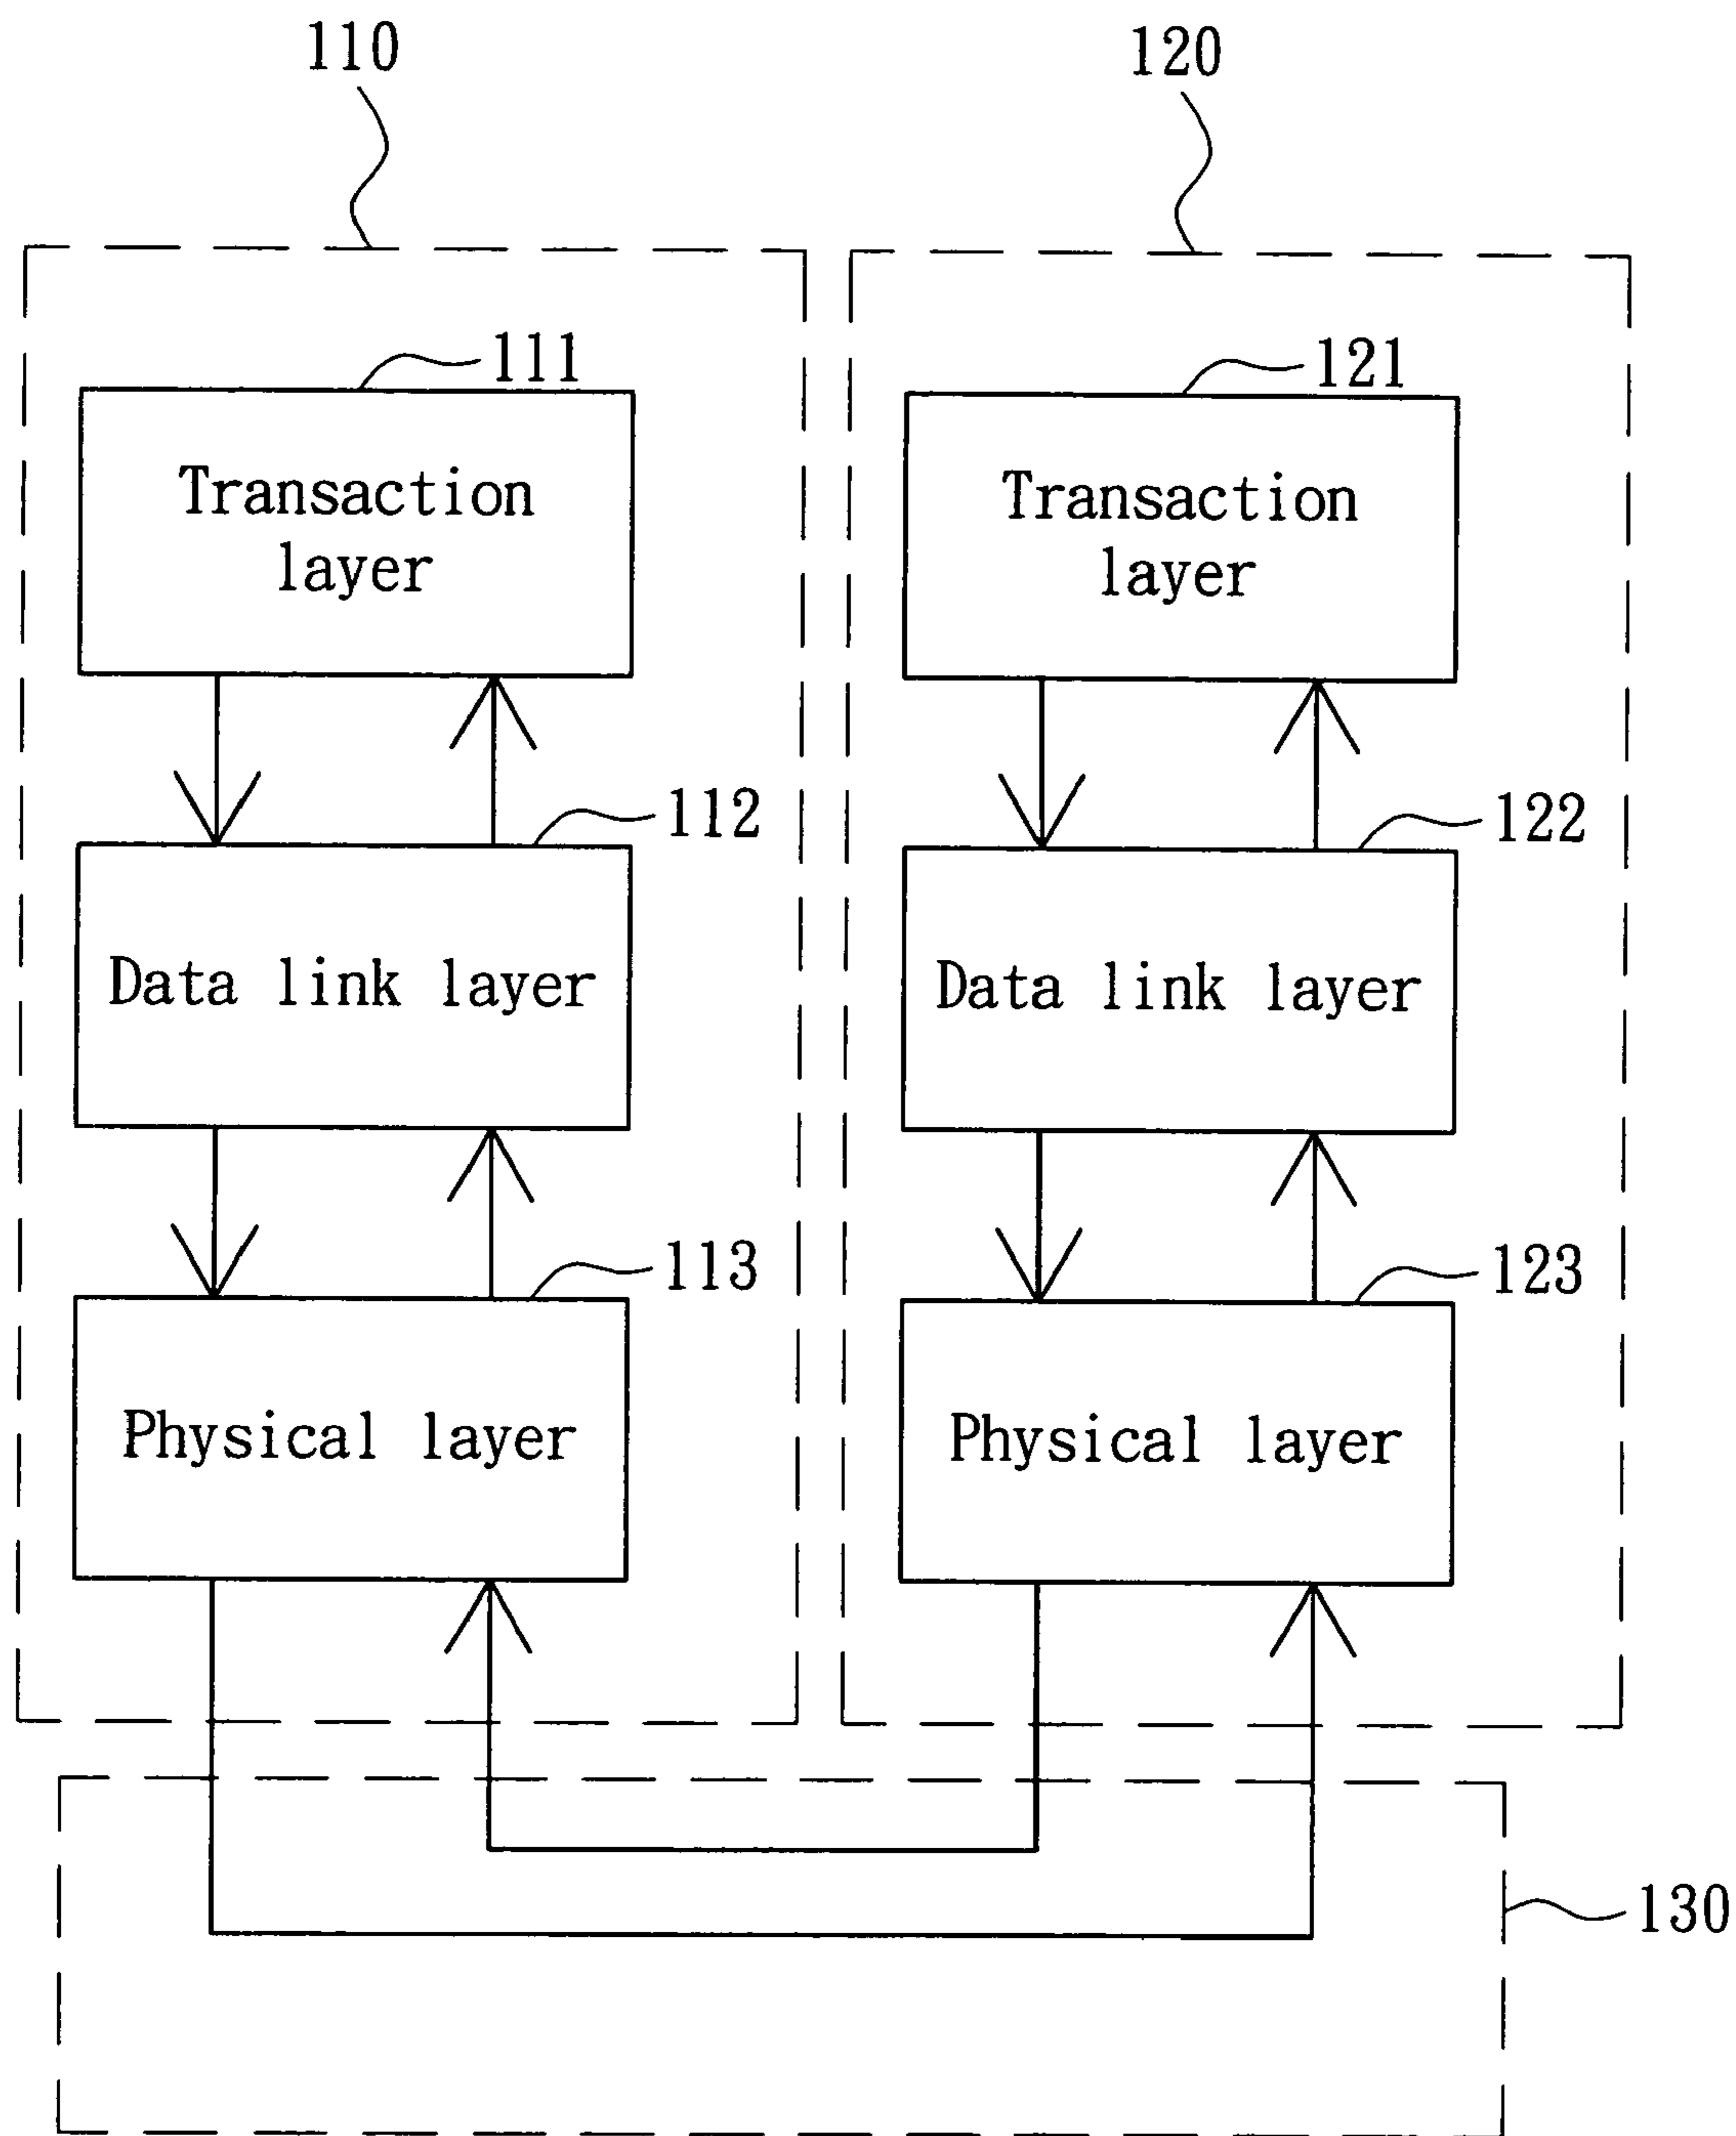 110
120
111
121
Transaction
layer
Transaction
layer
112
122
Data link layer
Data link layer
113
123
Physical layer
Physical layer
130